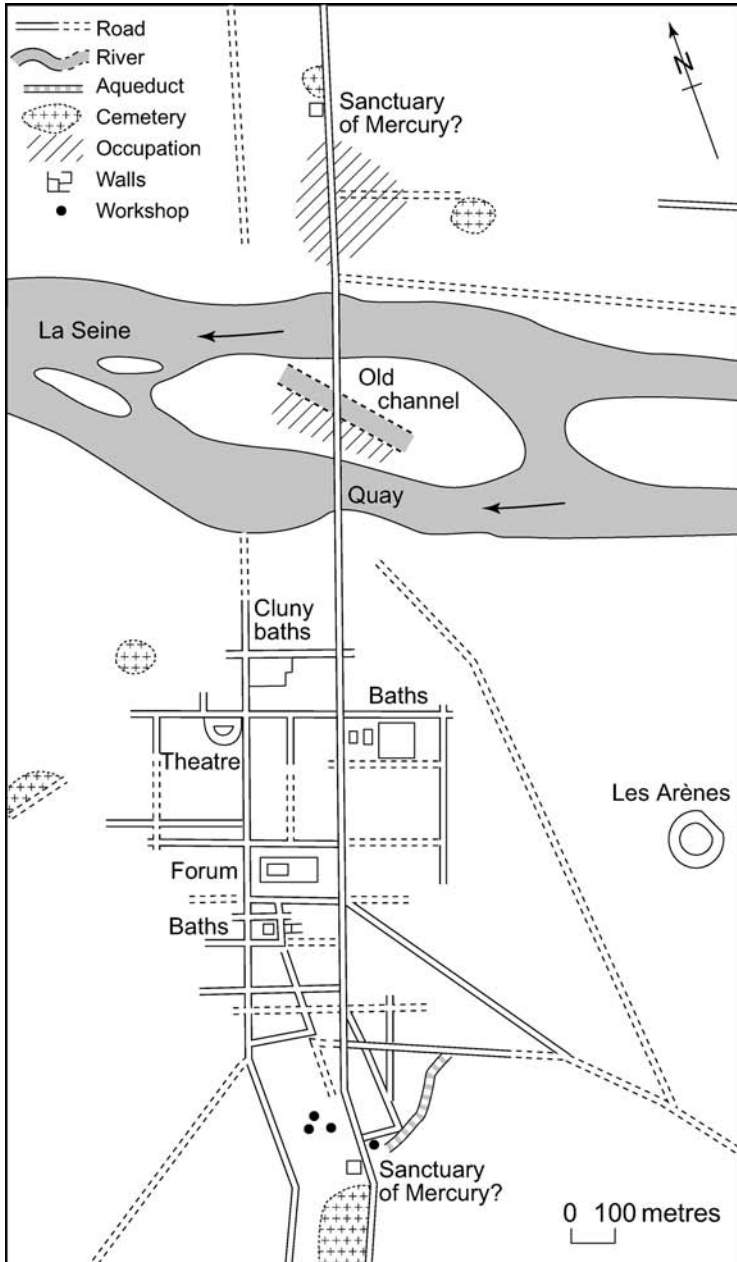 Road
River
Aqueduct
Cemetery
Occupation
Walls
Workshop
N
Sanctuary
of Mercury?
La Seine
Old
channel
Quay
Cluny
baths
Baths
Theatre
Les Arènes
Forum
Baths
Sanctuary
of Mercury?
0 100 metres